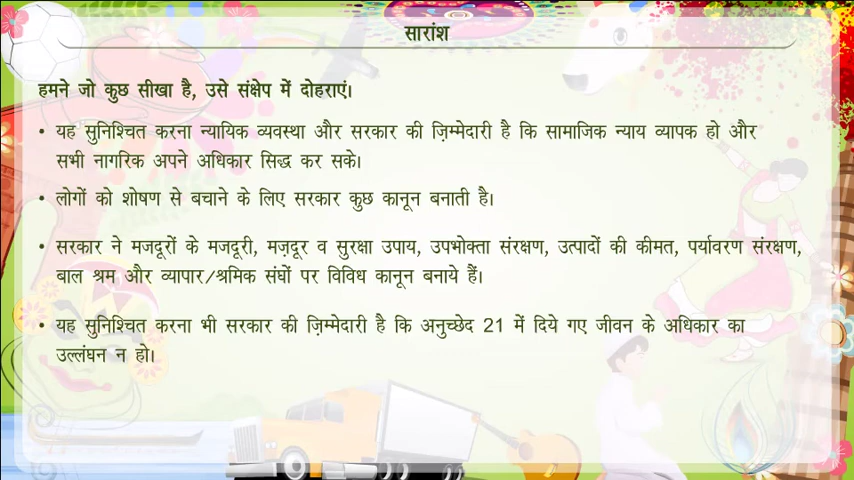 सारांश
हमने जो कुछ सीखा है, उसे संक्षेप में दोहराएं।
• यह सुनिश्चित करना न्यायिक व्यवस्था और सरकार की ज़िम्मेदारी है कि सामाजिक न्याय व्यापक हो और
सभी नागरिक अपने अधिकार सिद्ध कर सके।
• लोगों को शोषण से बचाने के लिए सरकार कुछ कानून बनाती है।
• सरकार ने मजदूरों के मजदूरी, मज़दूर व सुरक्षा उपाय, उपभोक्ता संरक्षण, उत्पादों की कीमत, पर्यावरण संरक्षण,
बाल श्रम और व्यापार/श्रमिक संघों पर विविध कानून बनाये हैं।
• यह सुनिश्चित करना भी सरकार की ज़िम्मेदारी है कि अनुच्छेद 21 में दिये गए जीवन के अधिकार का
उल्लंघन न हो।